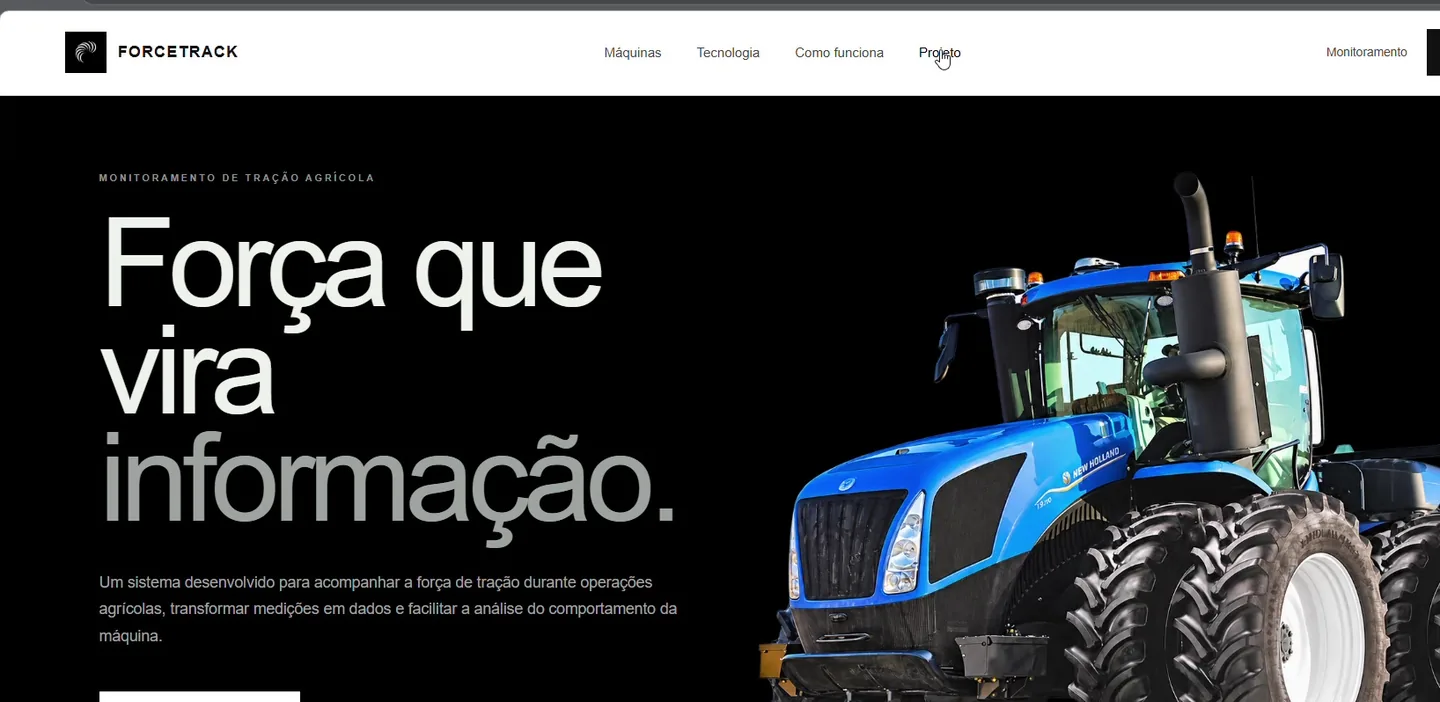 FORCETRACK
Máquinas
Tecnologia
Como funciona
Projeto
Monitoramento
MONITORAMENTO DE TRAÇÃO AGRÍCOLA
Força que
vira
informação.
Um sistema desenvolvido para acompanhar a força de tração durante operações
agrícolas, transformar medições em dados e facilitar a análise do comportamento da
máquina.
NEW HOLLAND